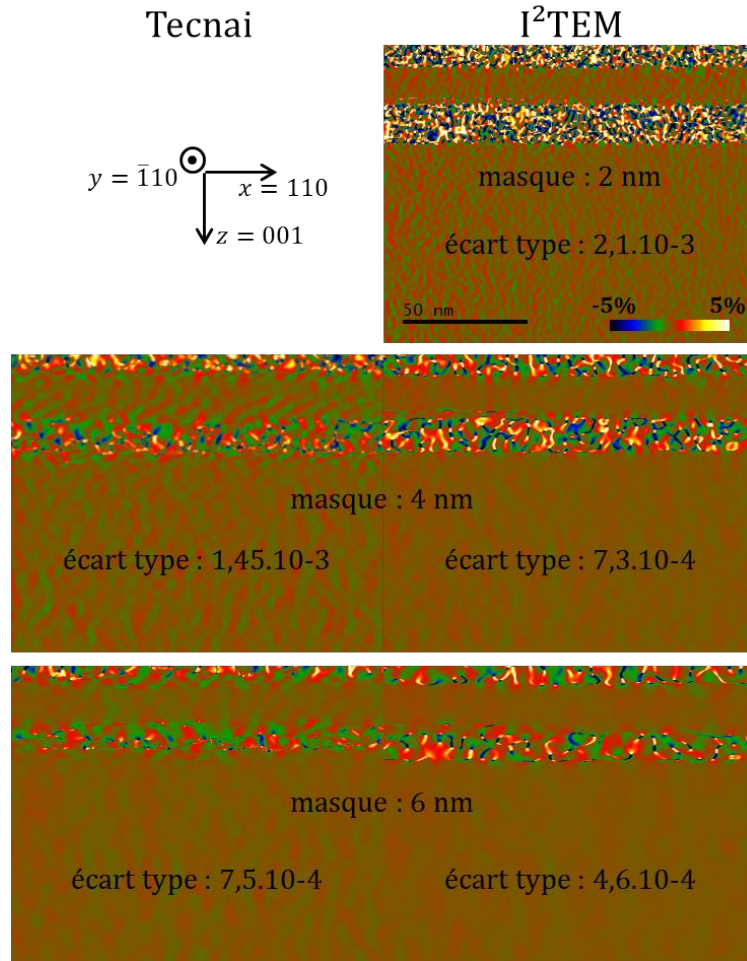 Tecnai
I²TEM
y = 1̅10
x = 110
z = 001
masque : 2 nm
écart type : 2,1.10-3
50 nm
-5% 5%
masque : 4 nm
écart type : 1,45.10-3
écart type : 7,3.10-4
masque : 6 nm
écart type : 7,5.10-4
écart type : 4,6.10-4